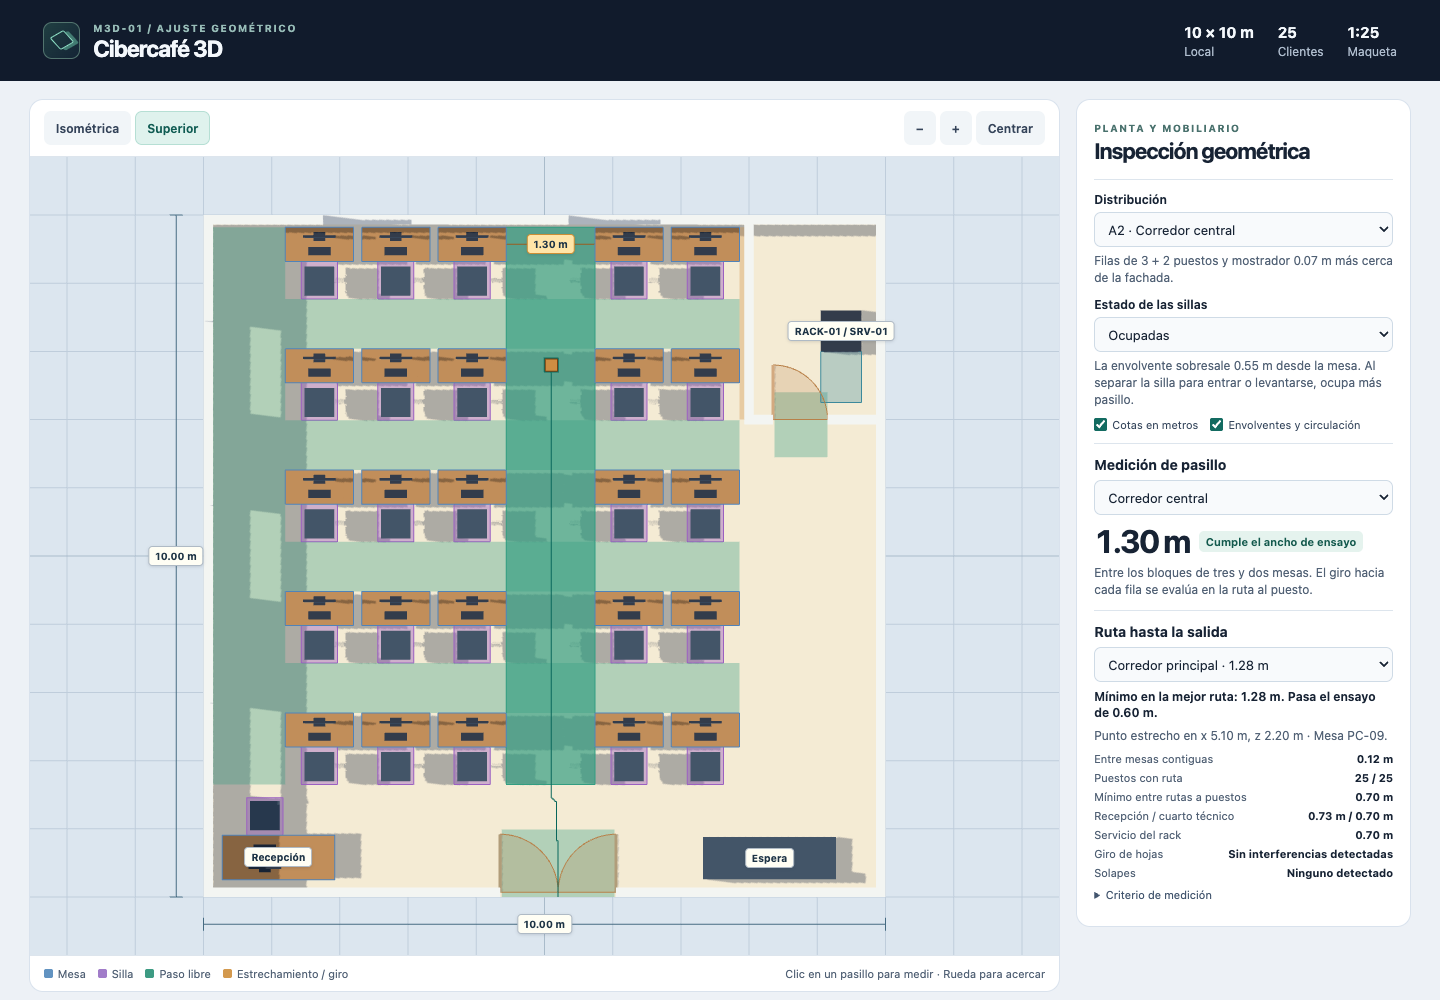 M3D-01 / AJUSTE GEOMÉTRICO
Cibercafé 3D
10 × 10 m
Local
25
Clientes
1:25
Maqueta
Isométrica
Superior
−
+
Centrar
1.30 m
RACK-01 / SRV-01
10.00 m
Recepción
Espera
10.00 m
Mesa
Silla
Paso libre
Estrechamiento / giro
Clic en un pasillo para medir · Rueda para acercar
PLANTA Y MOBILIARIO
Inspección geométrica
Distribución
A2 · Corredor central
Filas de 3 + 2 puestos y mostrador 0.07 m más cerca
de la fachada.
Estado de las sillas
Ocupadas
La envolvente sobresale 0.55 m desde la mesa. Al
separar la silla para entrar o levantarse, ocupa más
pasillo.
Cotas en metros
Envolventes y circulación
Medición de pasillo
Corredor central
1.30 m
Cumple el ancho de ensayo
Entre los bloques de tres y dos mesas. El giro hacia
cada fila se evalúa en la ruta al puesto.
Ruta hasta la salida
Corredor principal · 1.28 m
Mínimo en la mejor ruta: 1.28 m. Pasa el ensayo
de 0.60 m.
Punto estrecho en x 5.10 m, z 2.20 m · Mesa PC-09.
Entre mesas contiguas 0.12 m
Puestos con ruta 25 / 25
Mínimo entre rutas a puestos 0.70 m
Recepción / cuarto técnico 0.73 m / 0.70 m
Servicio del rack 0.70 m
Giro de hojas Sin interferencias detectadas
Solapes Ninguno detectado
Criterio de medición